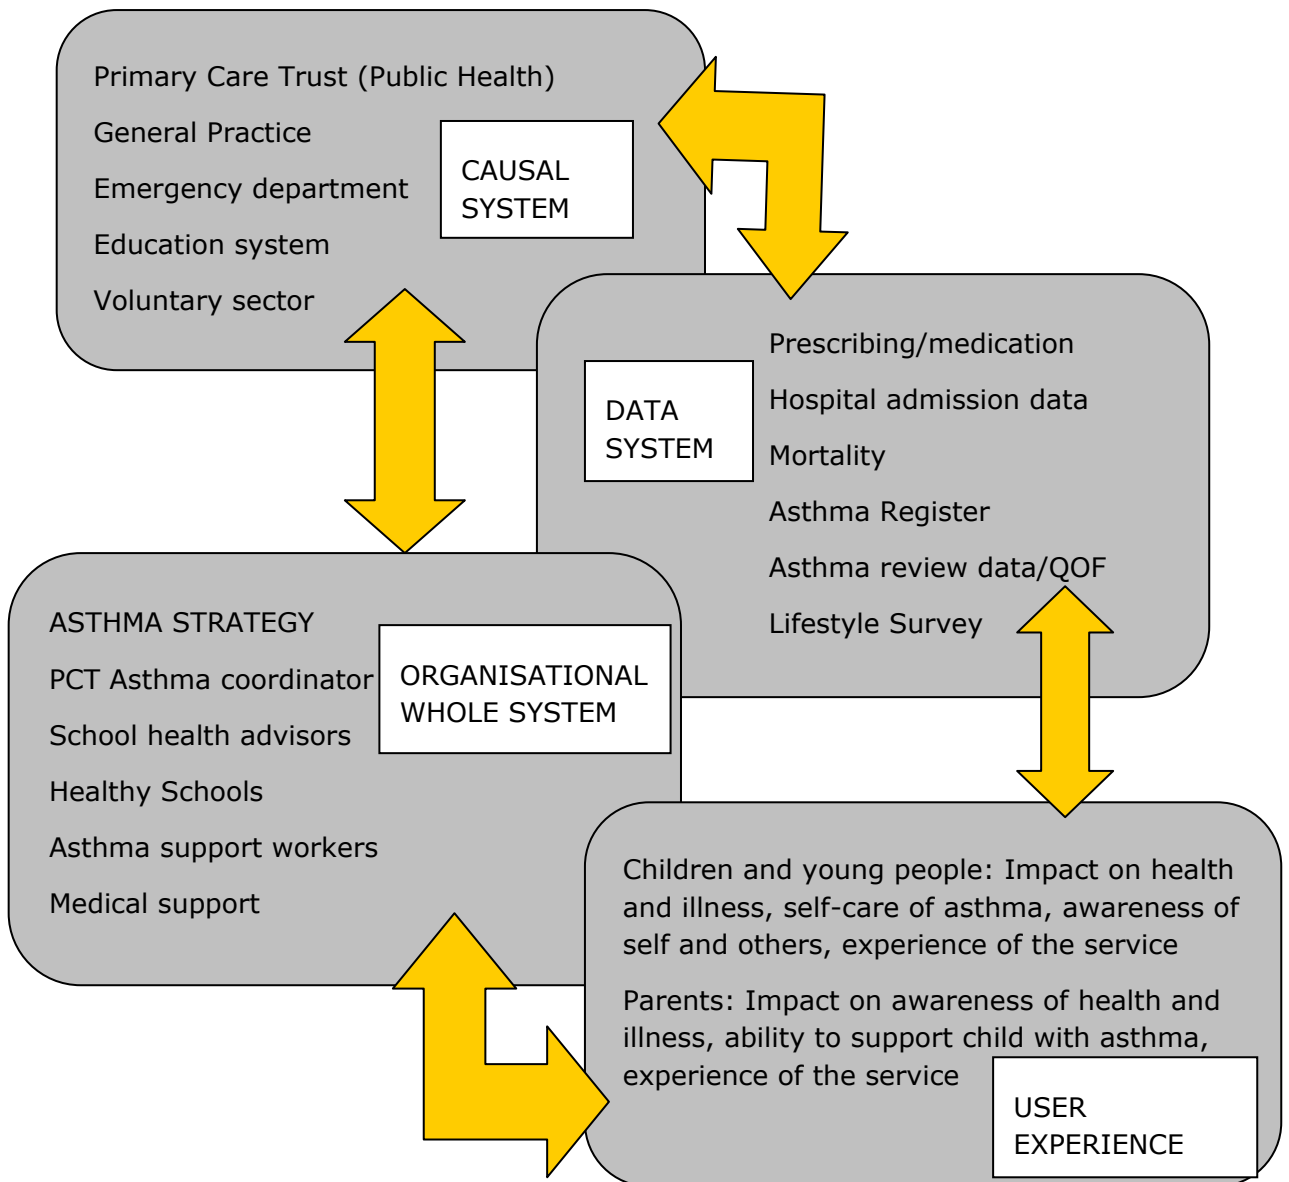 Primary Care Trust (Public Health)
General Practice
Emergency department
Education system
Voluntary sector
CAUSAL
SYSTEM
DATA
SYSTEM
Prescribing/medication
Hospital admission data
Mortality
Asthma Register
Asthma review data/QOF
Lifestyle Survey
ASTHMA STRATEGY
PCT Asthma coordinator
School health advisors
Healthy Schools
Asthma support workers
Medical support
ORGANISATIONAL
WHOLE SYSTEM
Children and young people: Impact on health
and illness, self-care of asthma, awareness of
self and others, experience of the service
Parents: Impact on awareness of health and
illness, ability to support child with asthma,
experience of the service
USER
EXPERIENCE